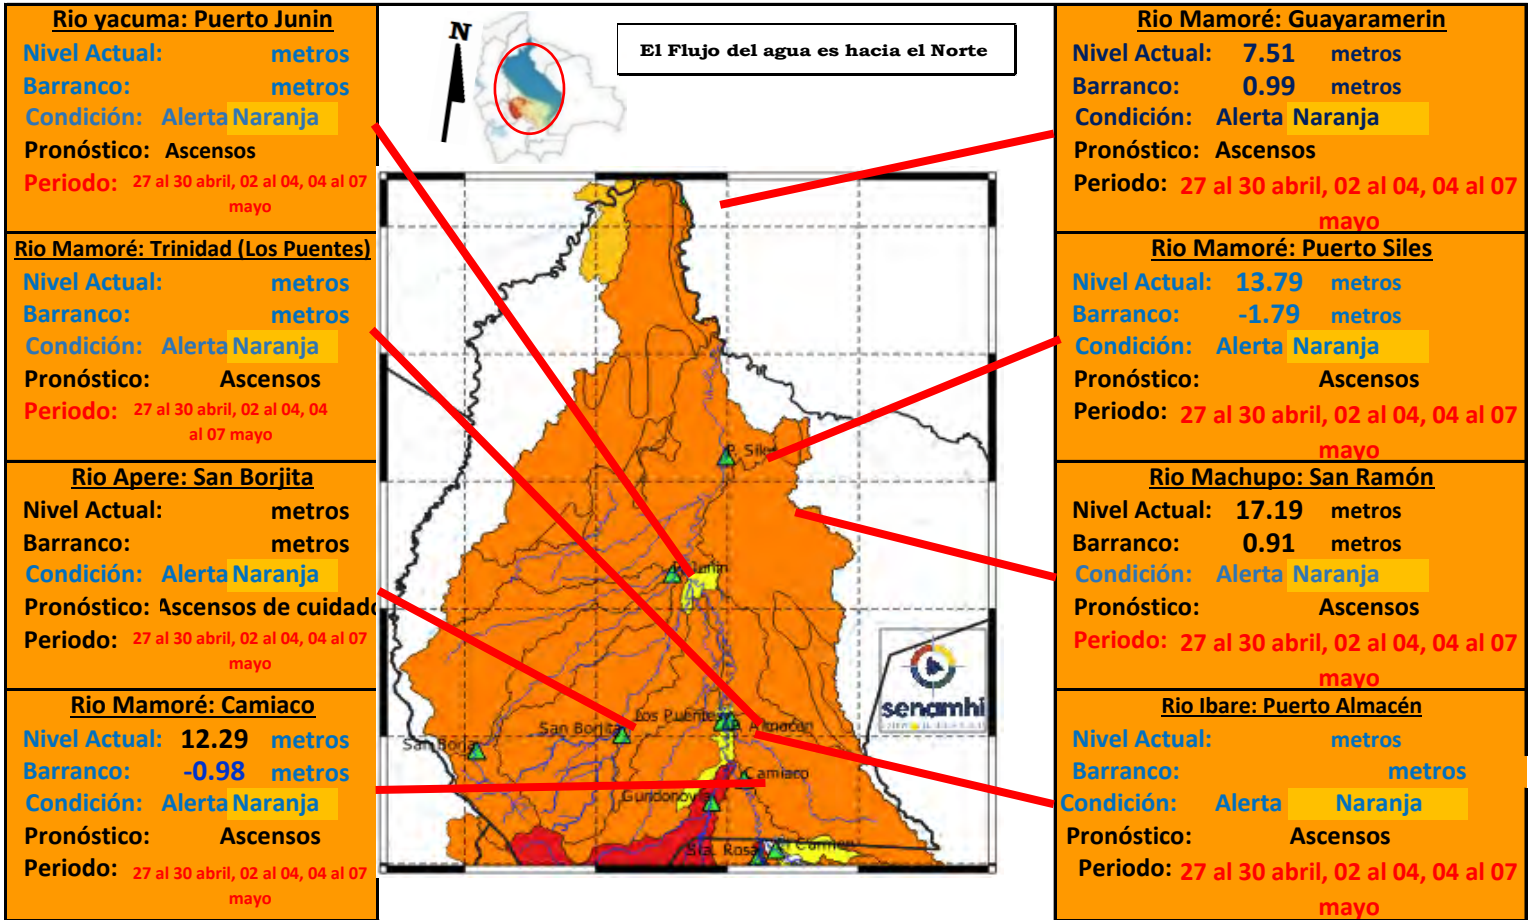 Rio yacuma: Puerto Junin
Nivel Actual: metros
Barranco: metros
Condición: Alerta Naranja
Pronóstico: Ascensos
Periodo: 27 al 30 abril, 02 al 04, 04 al 07
mayo
Rio Mamoré: Trinidad (Los Puentes)
Nivel Actual: metros
Barranco: metros
Condición: Alerta Naranja
Pronóstico: Ascensos
Periodo: 27 al 30 abril, 02 al 04, 04
al 07 mayo
Rio Apere: San Borjita
Nivel Actual: metros
Barranco: metros
Condición: Alerta Naranja
Pronóstico: Ascensos de cuidado
Periodo: 27 al 30 abril, 02 al 04, 04 al 07
mayo
Rio Mamoré: Camiaco
Nivel Actual: 12.29 metros
Barranco: -0.98 metros
Condición: Alerta Naranja
Pronóstico: Ascensos
Periodo: 27 al 30 abril, 02 al 04, 04 al 07
mayo
N
El Flujo del agua es hacia el Norte
P. Siles
Junin
senamhi
Los Puentes
P. Almacén
San Borjita
San Borja
Camiaco
Gundonovia
Sta. Rosa
El Carmen
Rio Mamoré: Guayaramerin
Nivel Actual: 7.51 metros
Barranco: 0.99 metros
Condición: Alerta Naranja
Pronóstico: Ascensos
Periodo: 27 al 30 abril, 02 al 04, 04 al 07
mayo
Rio Mamoré: Puerto Siles
Nivel Actual: 13.79 metros
Barranco: -1.79 metros
Condición: Alerta Naranja
Pronóstico: Ascensos
Periodo: 27 al 30 abril, 02 al 04, 04 al 07
mayo
Rio Machupo: San Ramón
Nivel Actual: 17.19 metros
Barranco: 0.91 metros
Condición: Alerta Naranja
Pronóstico: Ascensos
Periodo: 27 al 30 abril, 02 al 04, 04 al 07
mayo
Rio Ibare: Puerto Almacén
Nivel Actual: metros
Barranco: metros
Condición: Alerta Naranja
Pronóstico: Ascensos
Periodo: 27 al 30 abril, 02 al 04, 04 al 07
mayo